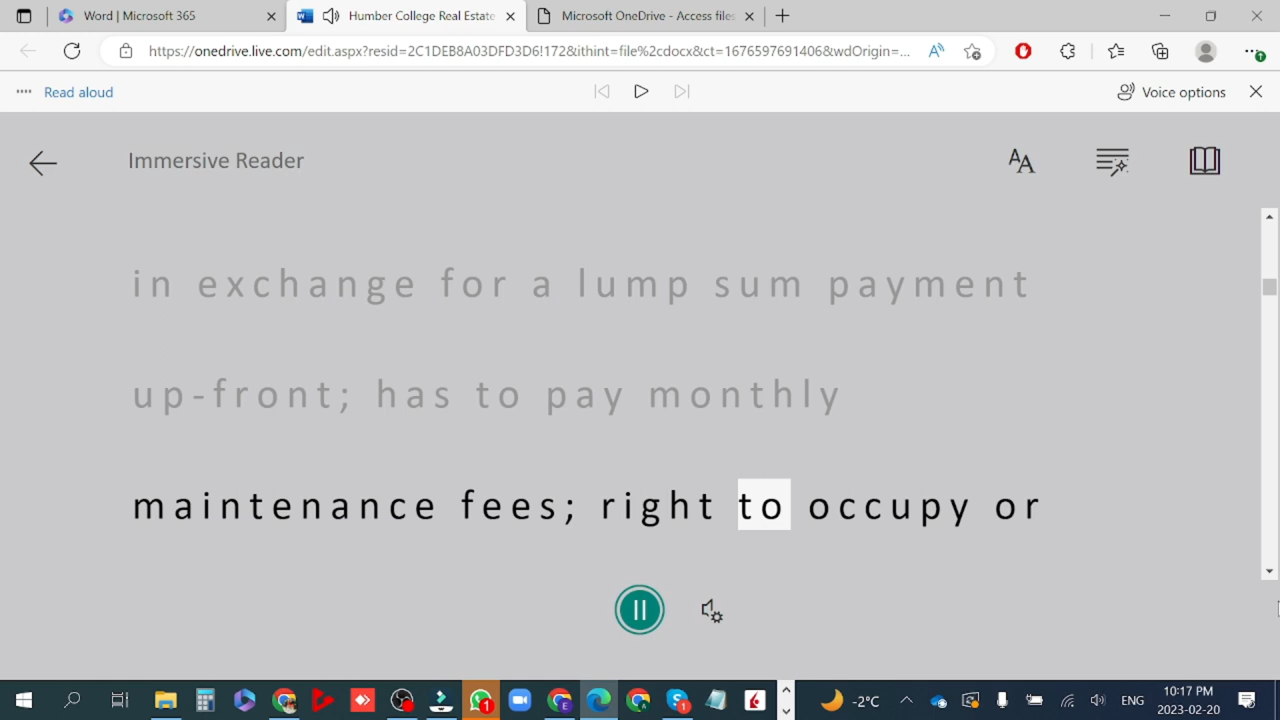 Word | Microsoft 365
Humber College Real Estate
Microsoft OneDrive - Access files
https://onedrive.live.com/edit.aspx?resid=2C1DEB8A03DFD3D6!172&ithint=file%2cdocx&ct=1676597691406&wdOrigin=...
Read aloud
Voice options
Immersive Reader
in exchange for a lump sum payment
up-front; has to pay monthly
maintenance fees; right to occupy or
1
1
-2°C
ENG
10:17 PM
2023-02-20